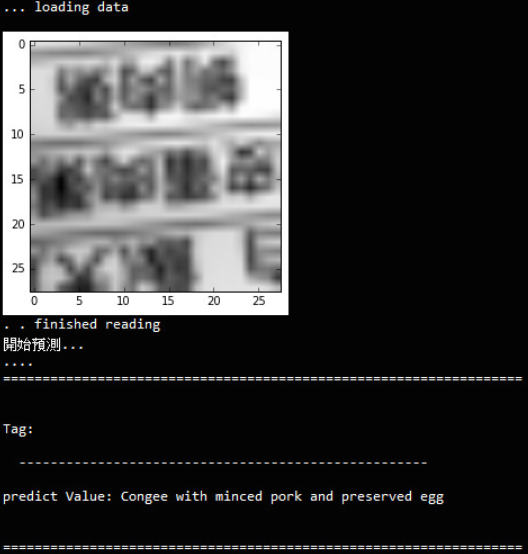 ... loading data
0
5
10
15
20
25
0 5 10 15 20 25
. . finished reading
開始預測...
....
==================================================================
Tag:
----------------------------------------------------
predict Value: Congee with minced pork and preserved egg
==================================================================